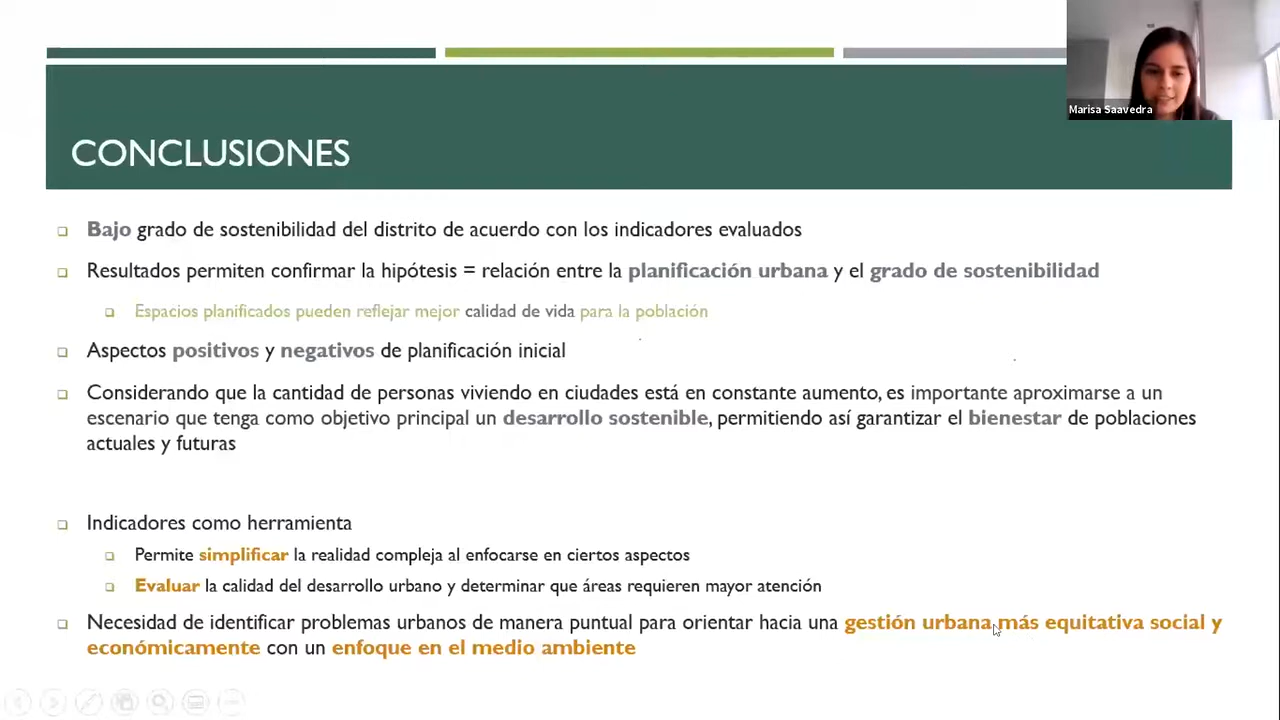 Marisa Saavedra
CONCLUSIONES
Bajo grado de sostenibilidad del distrito de acuerdo con los indicadores evaluados
Resultados permiten confirmar la hipótesis = relación entre la planificación urbana y el grado de sostenibilidad
Espacios planificados pueden reflejar mejor calidad de vida para la población
Aspectos positivos y negativos de planificación inicial
Considerando que la cantidad de personas viviendo en ciudades está en constante aumento, es importante aproximarse a un
escenario que tenga como objetivo principal un desarrollo sostenible, permitiendo así garantizar el bienestar de poblaciones
actuales y futuras
Indicadores como herramienta
Permite simplificar la realidad compleja al enfocarse en ciertos aspectos
Evaluar la calidad del desarrollo urbano y determinar que áreas requieren mayor atención
Necesidad de identificar problemas urbanos de manera puntual para orientar hacia una gestión urbana más equitativa social y
económicamente con un enfoque en el medio ambiente